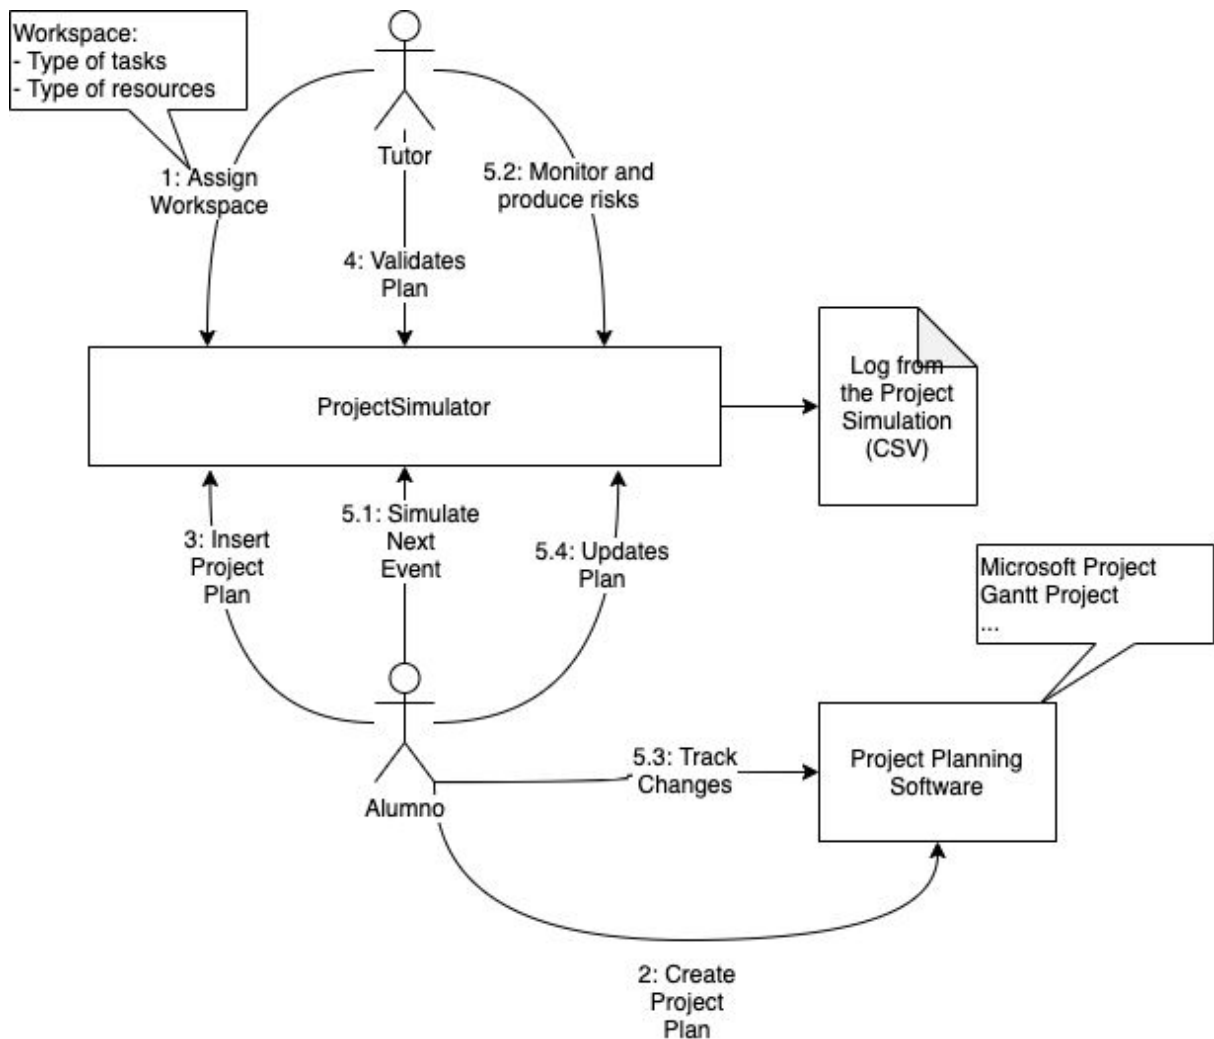 Workspace:
- Type of tasks
- Type of resources
Tutor
1: Assign
Workspace
5.2: Monitor and
produce risks
4: Validates
Plan
ProjectSimulator
Log from
the Project
Simulation
(CSV)
3: Insert
Project
Plan
5.1: Simulate
Next
Event
5.4: Updates
Plan
Microsoft Project
Gantt Project
...
Alumno
5.3: Track
Changes
Project Planning
Software
2: Create
Project
Plan